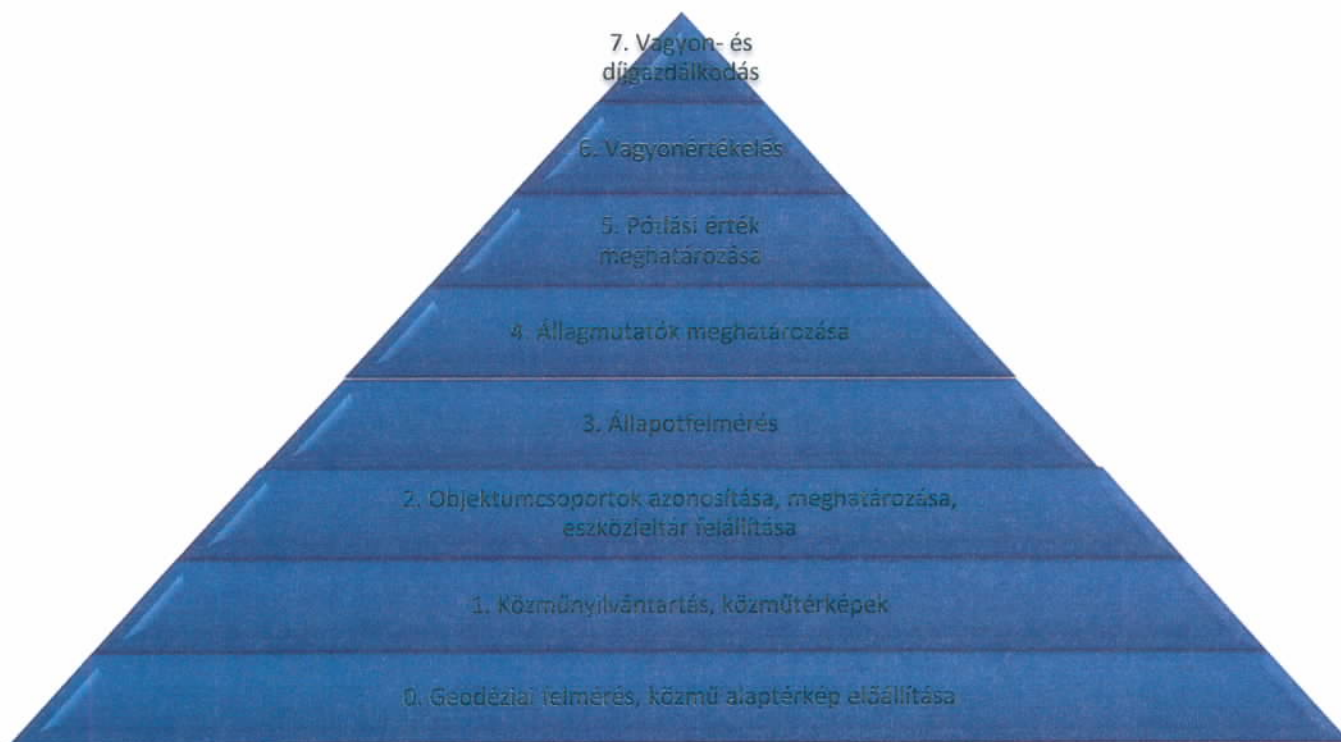 7. Vagyon- és
díjgazdálkodás
6. Vagyonértékelés
5. Pótlási érték
meghatározása
4. Állagmutatók meghatározása
3. Állapotfelmérés
2. Objektumcsoportok azonosítása, meghatározása,
eszközleltár felállítása
1. Közműnyilvántartás, közműtérképek
0. Geodéziai felmérés, közmű alaptérkép előállítása